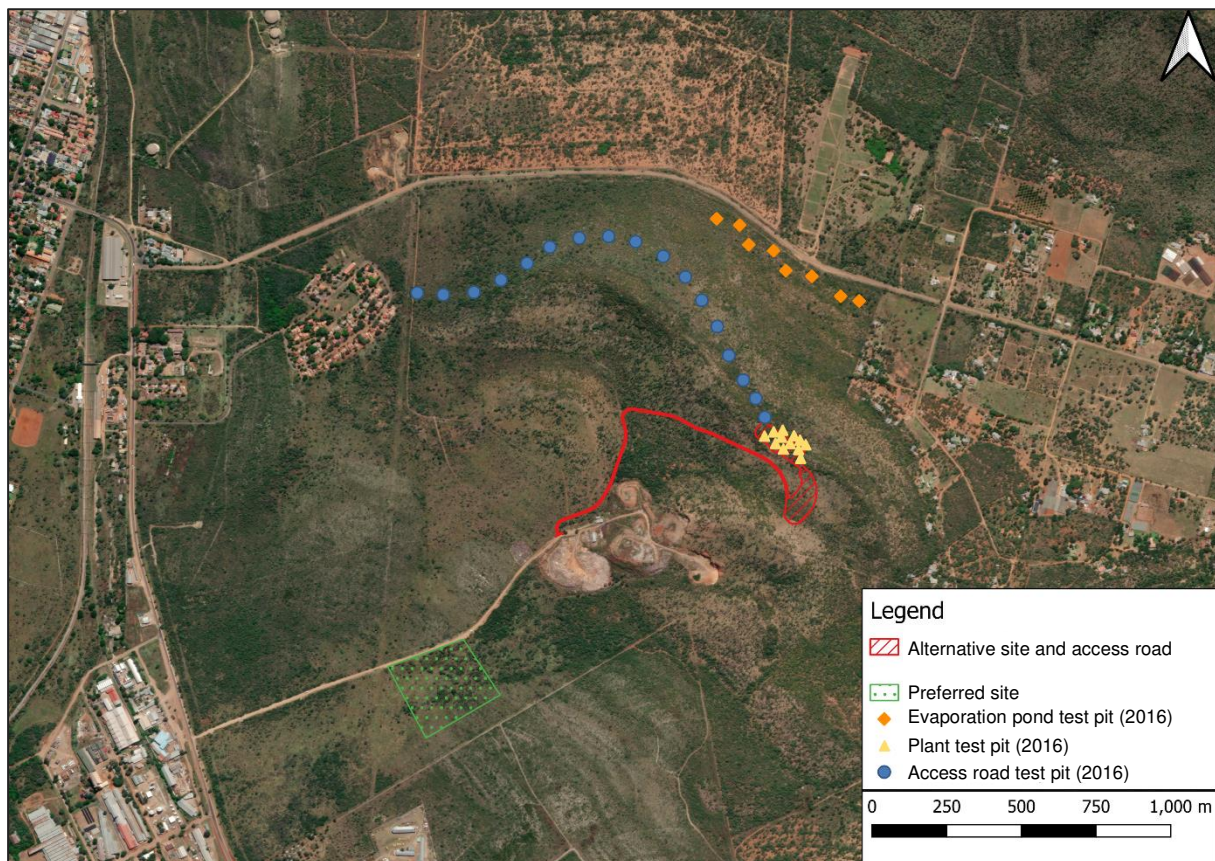 Legend
Alternative site and access road
Preferred site
Evaporation pond test pit (2016)
Plant test pit (2016)
Access road test pit (2016)
0 250 500 750 1,000 m